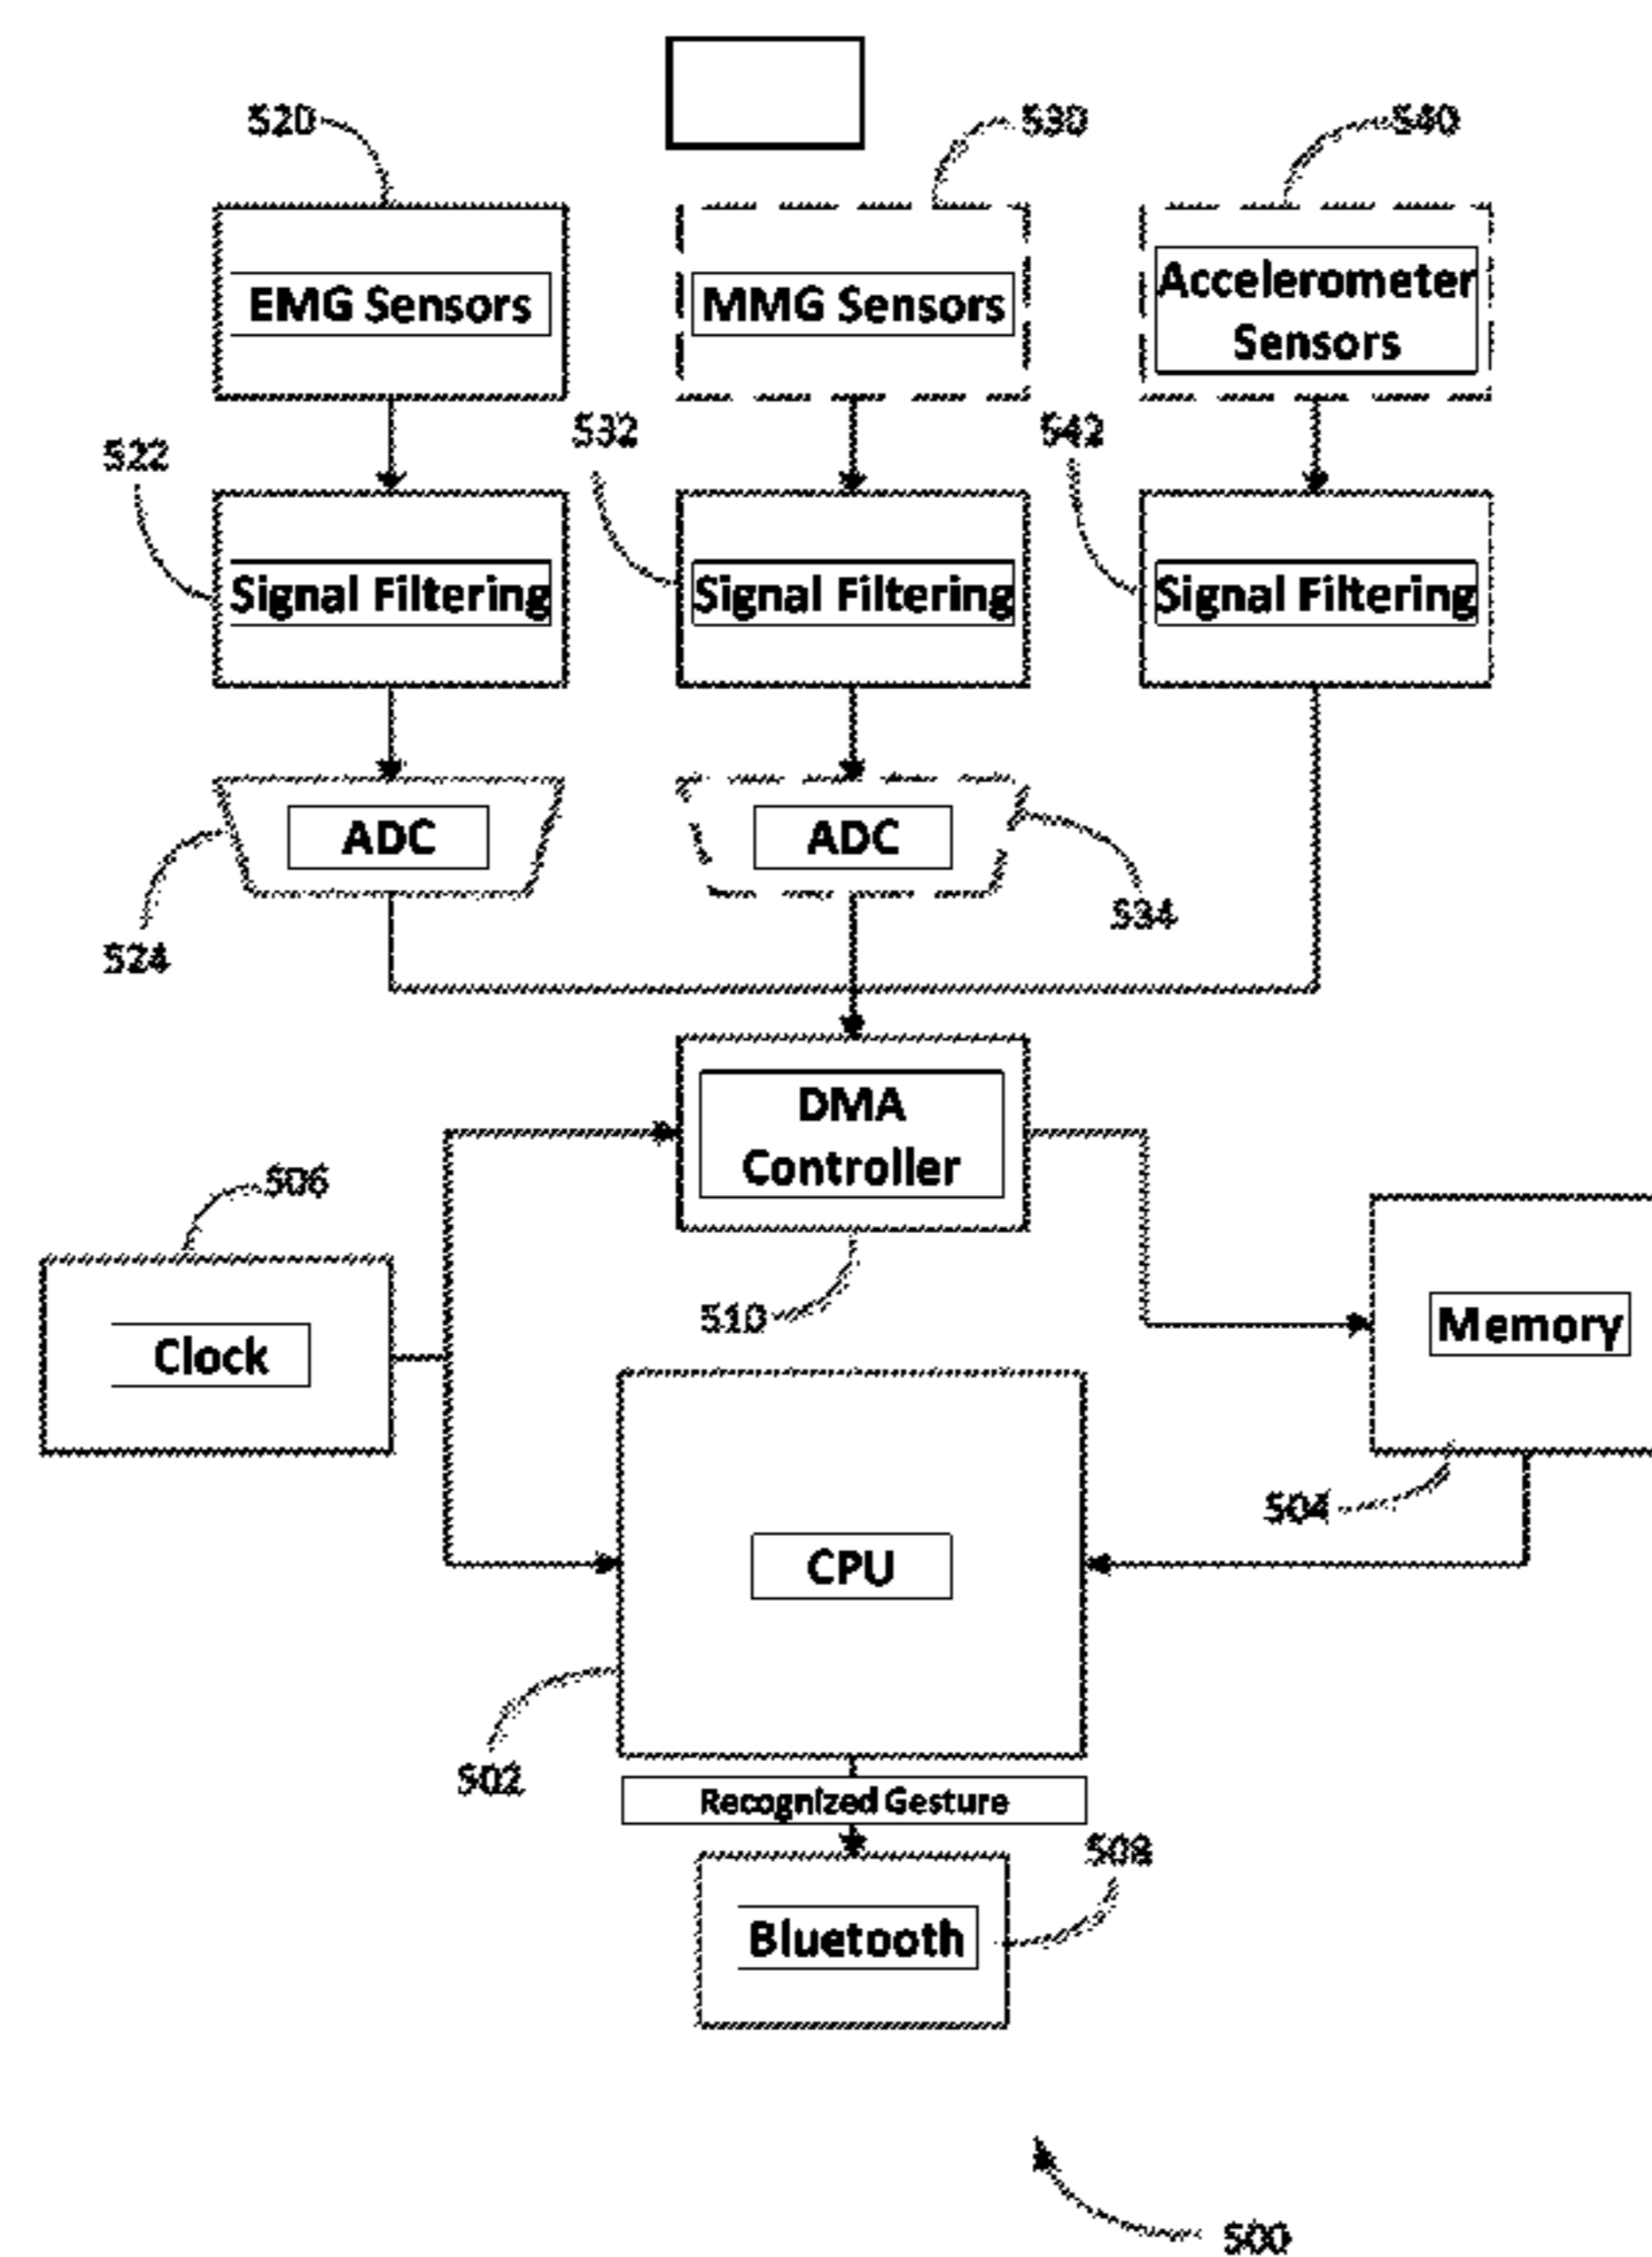 520
530
540
EMG Sensors
MMG Sensors
Accelerometer
Sensors
522
532
542
Signal Filtering
Signal Filtering
Signal Filtering
ADC
ADC
524
534
DMA
Controller
506
510
Clock
Memory
504
CPU
502
Recognized Gesture
508
Bluetooth
500